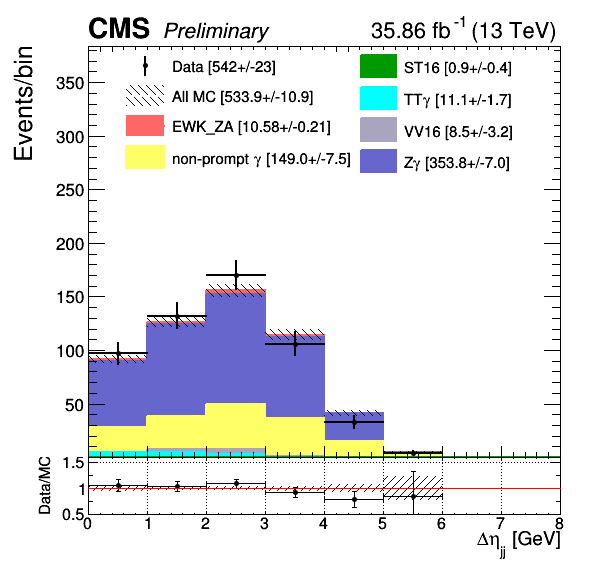 CMS Preliminary 35.86 fb⁻¹ (13 TeV)
Events/bin
Data [542+/-23]
All MC [533.9+/-10.9]
EWK_ZA [10.58+/-0.21]
non-prompt γ [149.0+/-7.5]
ST16 [0.9+/-0.4]
TTγ [11.1+/-1.7]
VV16 [8.5+/-3.2]
Zγ [353.8+/-7.0]
350
300
250
200
150
100
50
Data/MC
1.5
1
0.5
0 1 2 3 4 5 6 7 8
Δη_jj [GeV]